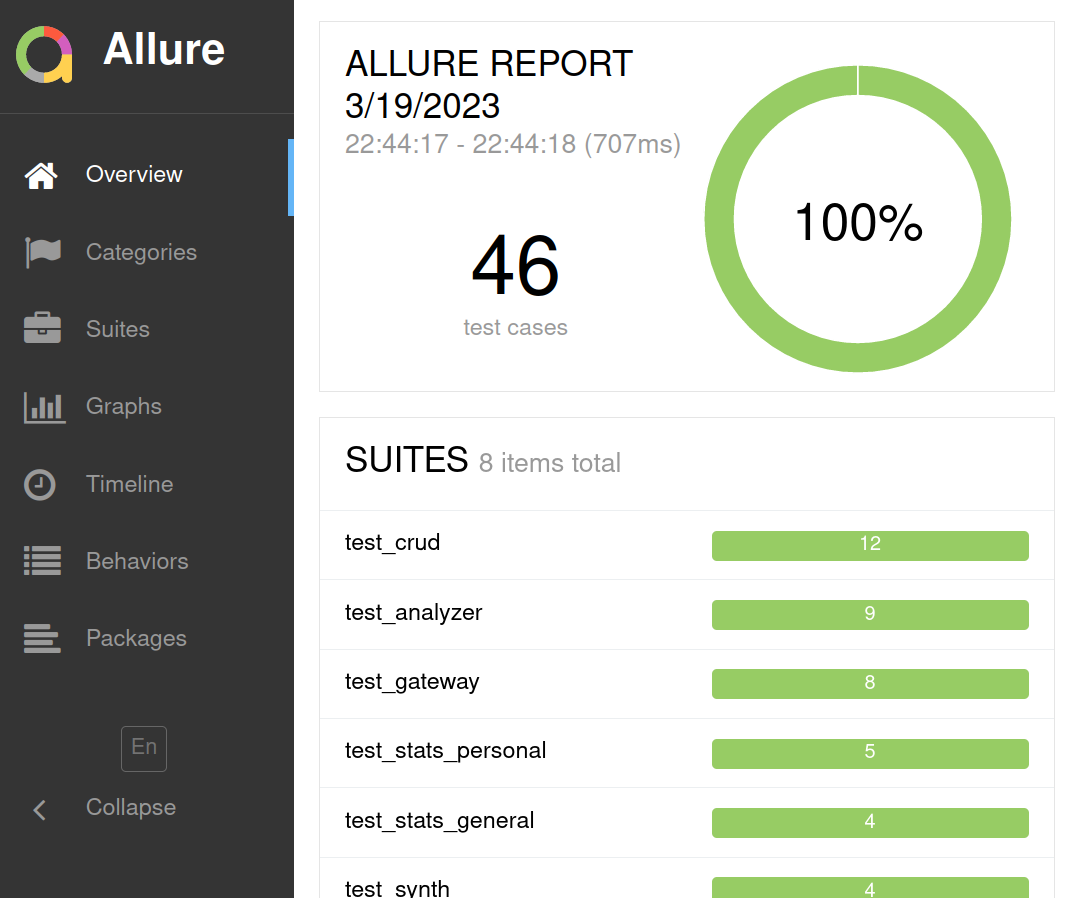 Allure
Overview
Categories
Suites
Graphs
Timeline
Behaviors
Packages
En
Collapse
ALLURE REPORT
3/19/2023
22:44:17 - 22:44:18 (707ms)
46
test cases
100%
SUITES 8 items total
test_crud 12
test_analyzer 9
test_gateway 8
test_stats_personal 5
test_stats_general 4
test_synth 4